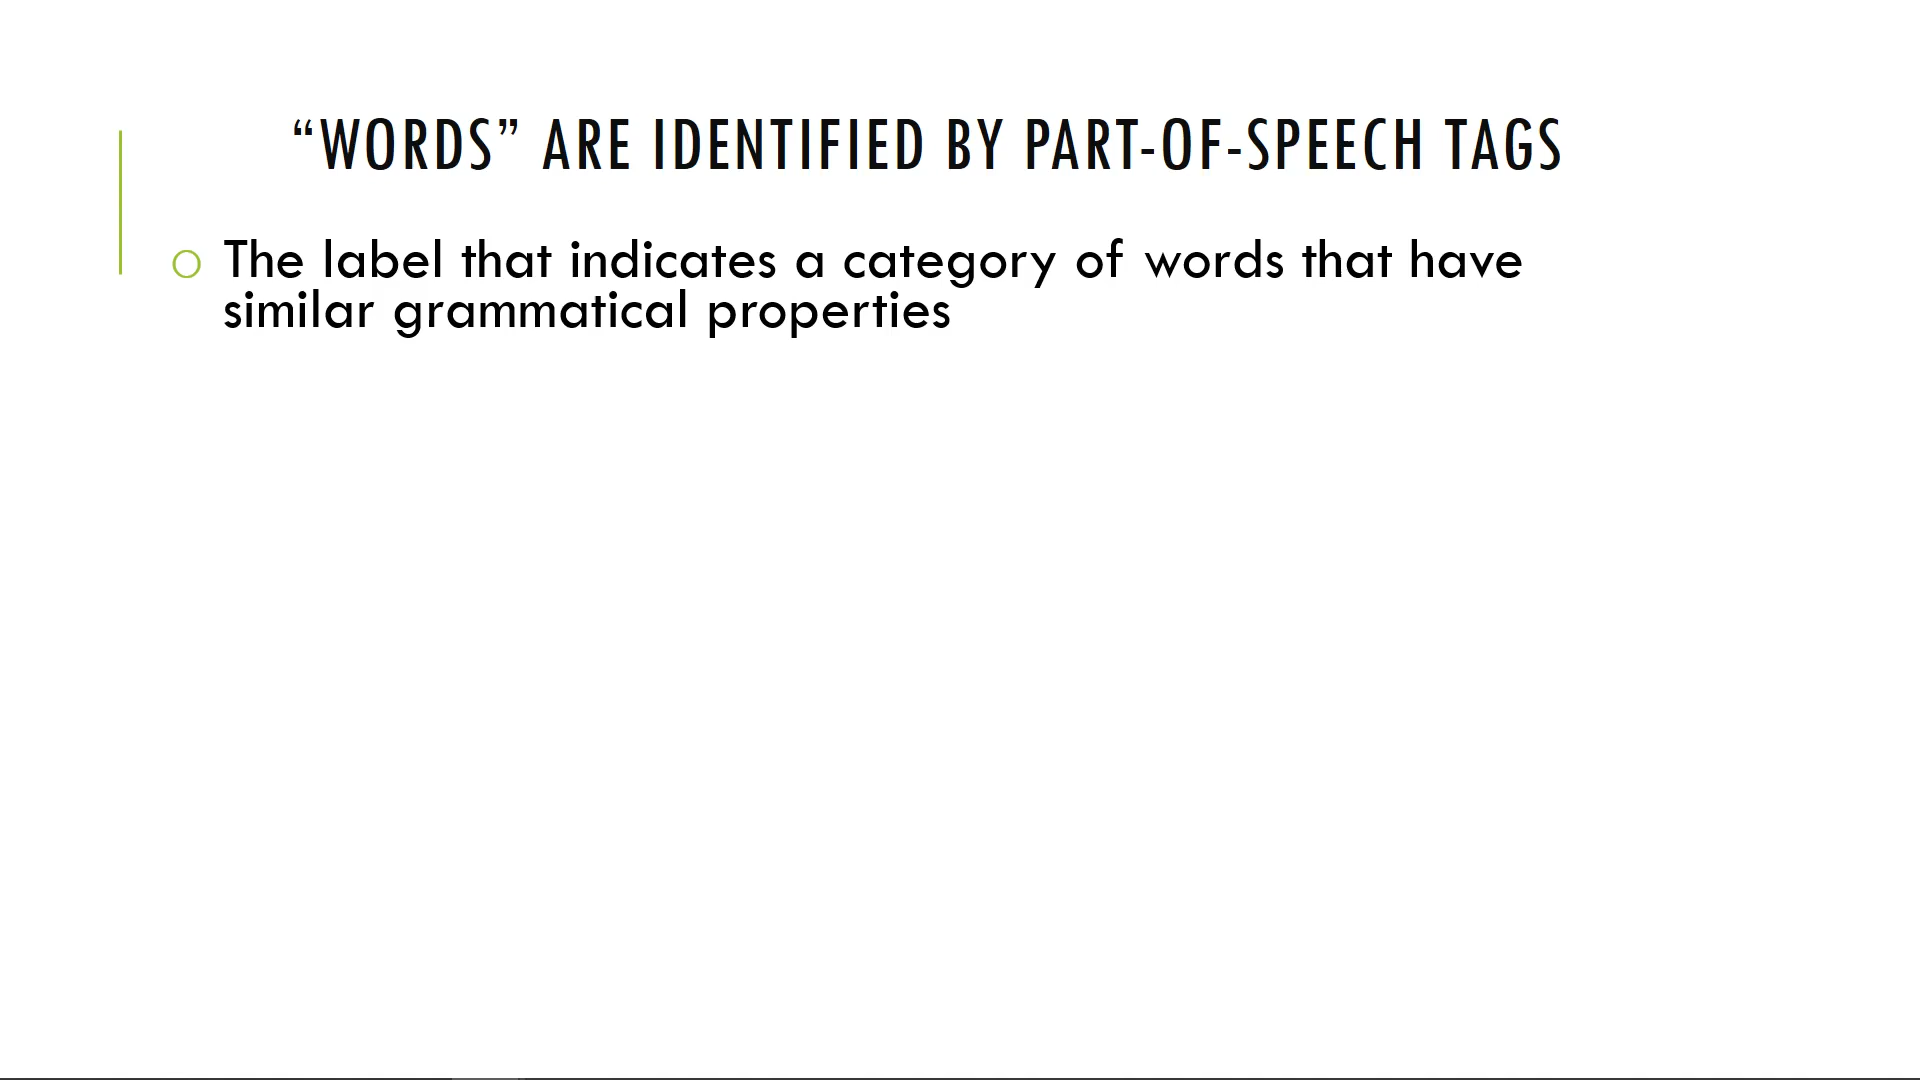 “WORDS” ARE IDENTIFIED BY PART-OF-SPEECH TAGS
The label that indicates a category of words that have
similar grammatical properties